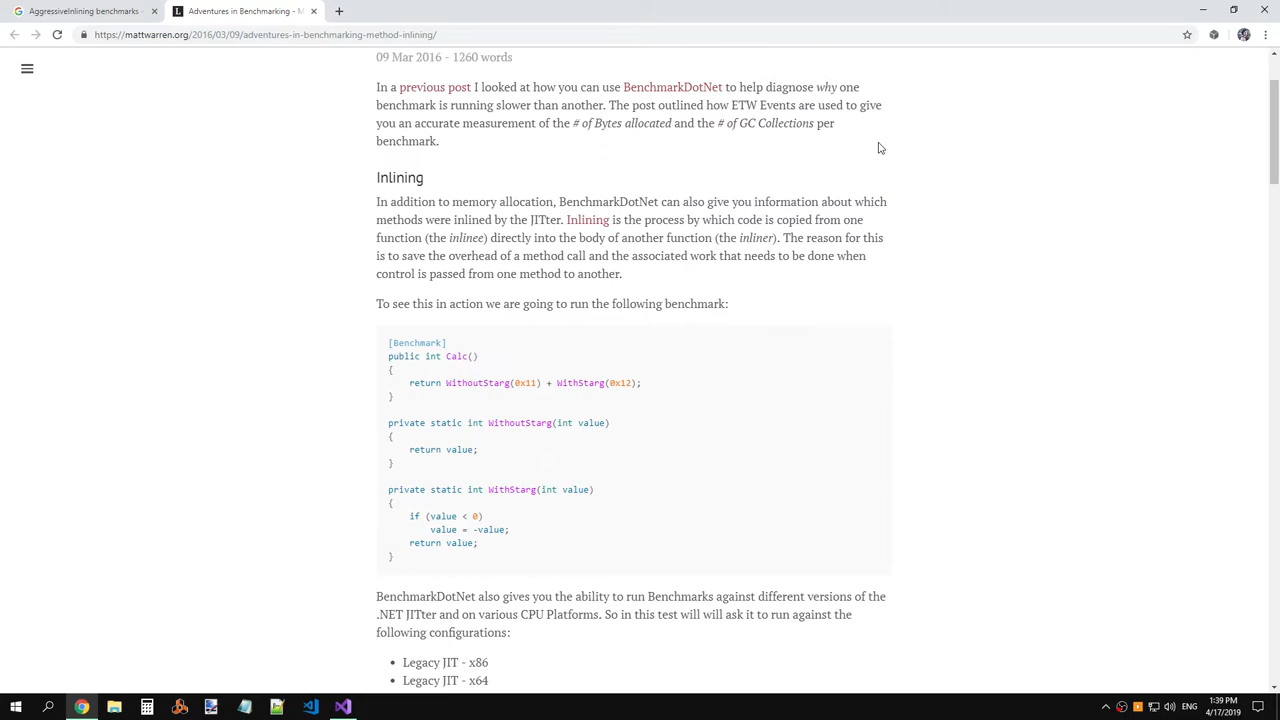 AggressiveInlining benchmarks
Adventures in Benchmarking - M
https://mattwarren.org/2016/03/09/adventures-in-benchmarking-method-inlining/
09 Mar 2016 - 1260 words
In a previous post I looked at how you can use BenchmarkDotNet to help diagnose why one
benchmark is running slower than another. The post outlined how ETW Events are used to give
you an accurate measurement of the # of Bytes allocated and the # of GC Collections per
benchmark.
Inlining
In addition to memory allocation, BenchmarkDotNet can also give you information about which
methods were inlined by the JITter. Inlining is the process by which code is copied from one
function (the inlinee) directly into the body of another function (the inliner). The reason for this
is to save the overhead of a method call and the associated work that needs to be done when
control is passed from one method to another.
To see this in action we are going to run the following benchmark:
[Benchmark]
public int Calc()
{
return WithoutStarg(0x11) + WithStarg(0x12);
}
private static int WithoutStarg(int value)
{
return value;
}
private static int WithStarg(int value)
{
if (value < 0)
value = -value;
return value;
}
BenchmarkDotNet also gives you the ability to run Benchmarks against different versions of the
.NET JITter and on various CPU Platforms. So in this test will will ask it to run against the
following configurations:
• Legacy JIT - x86
• Legacy JIT - x64
ENG
1:39 PM
4/17/2019